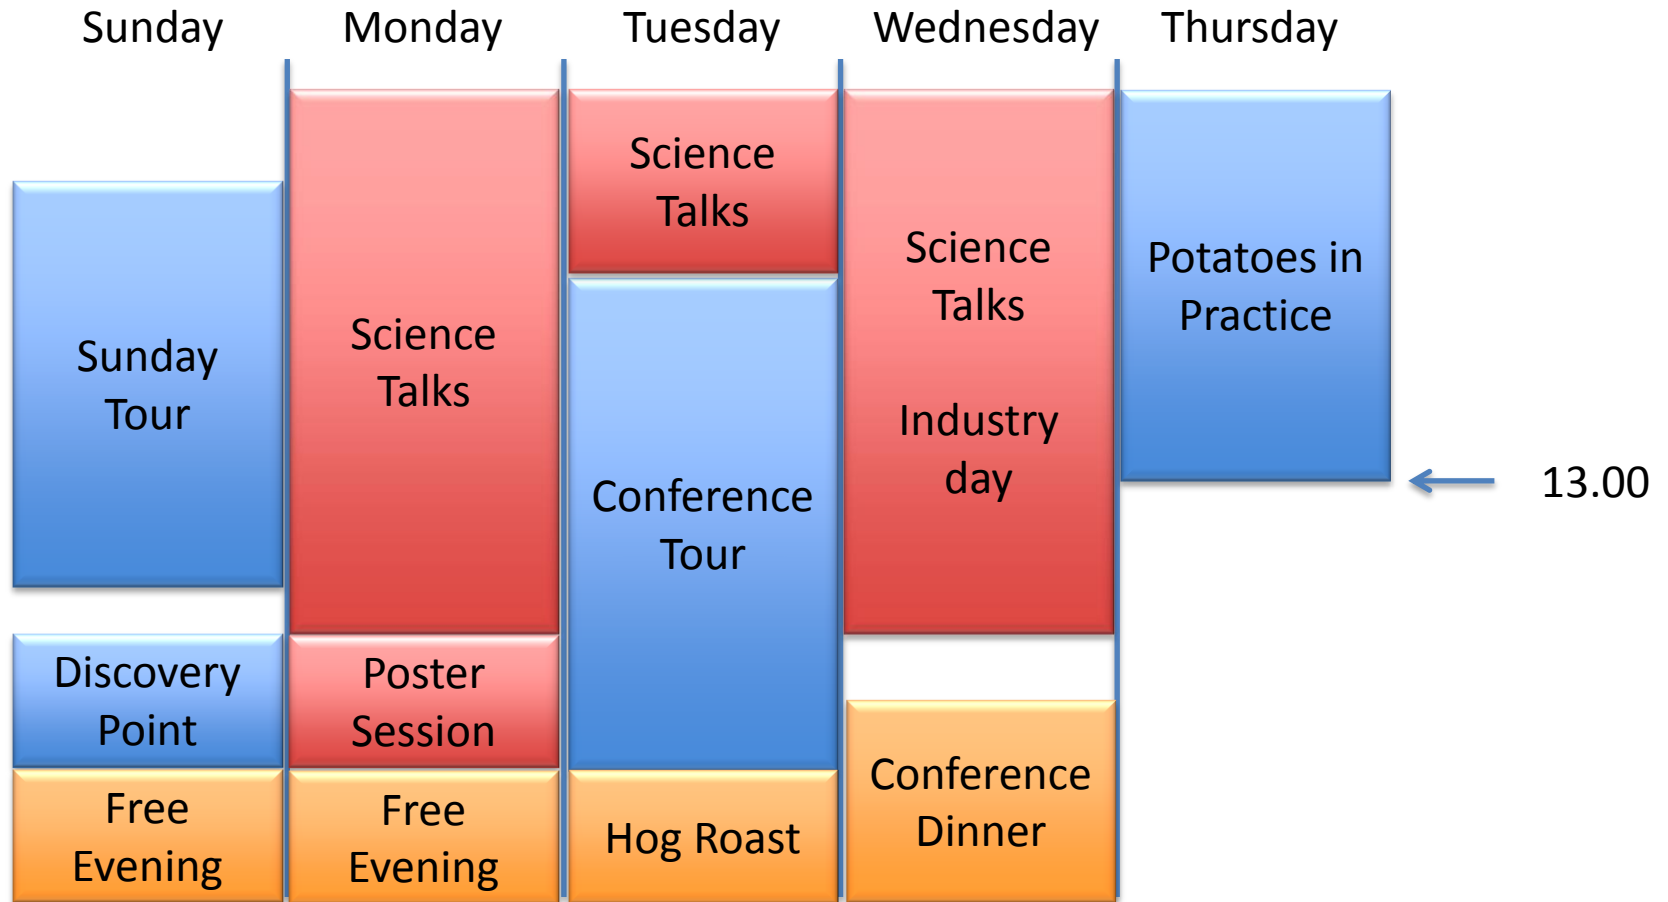 Sunday
Monday
Tuesday
Wednesday
Thursday
Sunday
Tour
Discovery
Point
Free
Evening
Science
Talks
Poster
Session
Free
Evening
Science
Talks
Conference
Tour
Hog Roast
Science
Talks
Industry
day
Conference
Dinner
Potatoes in
Practice
13.00